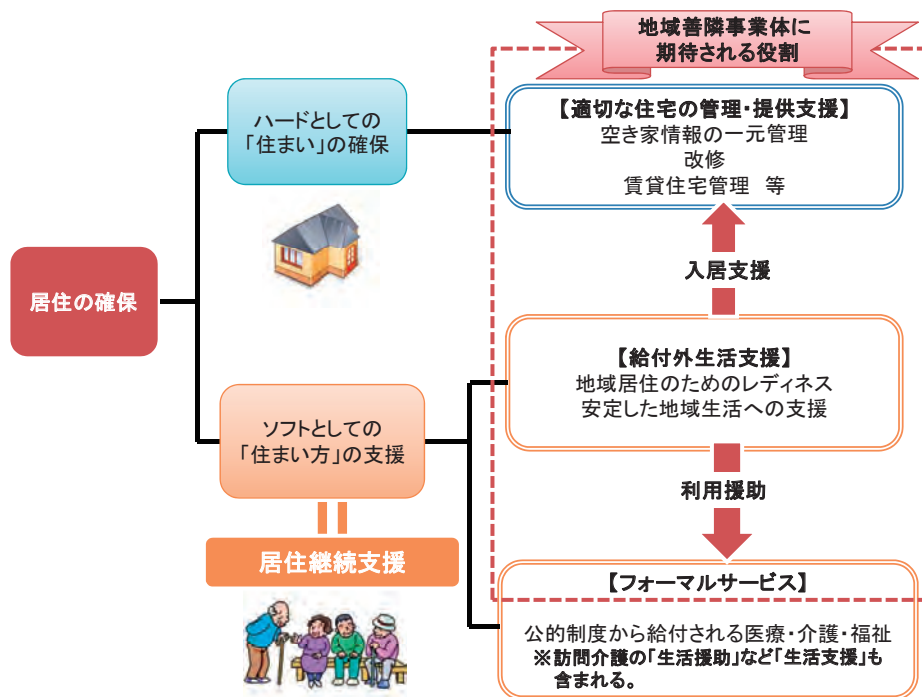 地域善隣事業体に
期待される役割
ハードとしての
「住まい」の確保
【適切な住宅の管理・提供支援】
空き家情報の一元管理
改修
賃貸住宅管理 等
入居支援
居住の確保
【給付外生活支援】
地域居住のためのレディネス
安定した地域生活への支援
ソフトとしての
「住まい方」の支援
利用援助
居住継続支援
【フォーマルサービス】
公的制度から給付される医療・介護・福祉
※訪問介護の「生活援助」など「生活支援」も
含まれる。